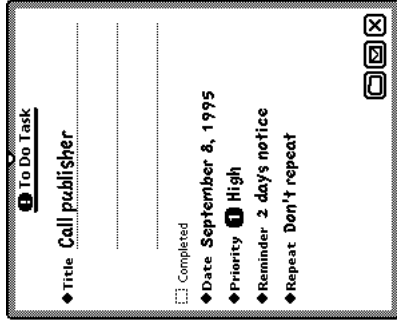 To Do Task
Title Call publisher
Completed
Date September 8, 1995
Priority 1 High
Reminder 2 days notice
Repeat Don't repeat